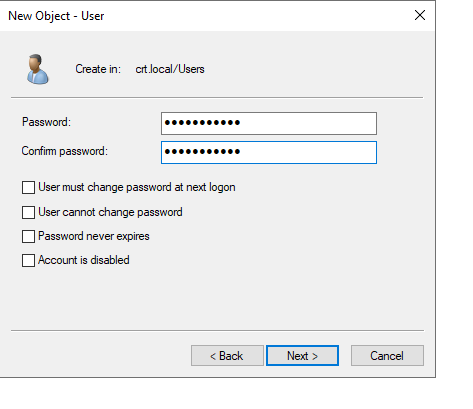 New Object - User
Create in: crt.local/Users
Password: ●●●●●●●●●●●
Confirm password: ●●●●●●●●●●●
User must change password at next logon
User cannot change password
Password never expires
Account is disabled
< Back Next > Cancel